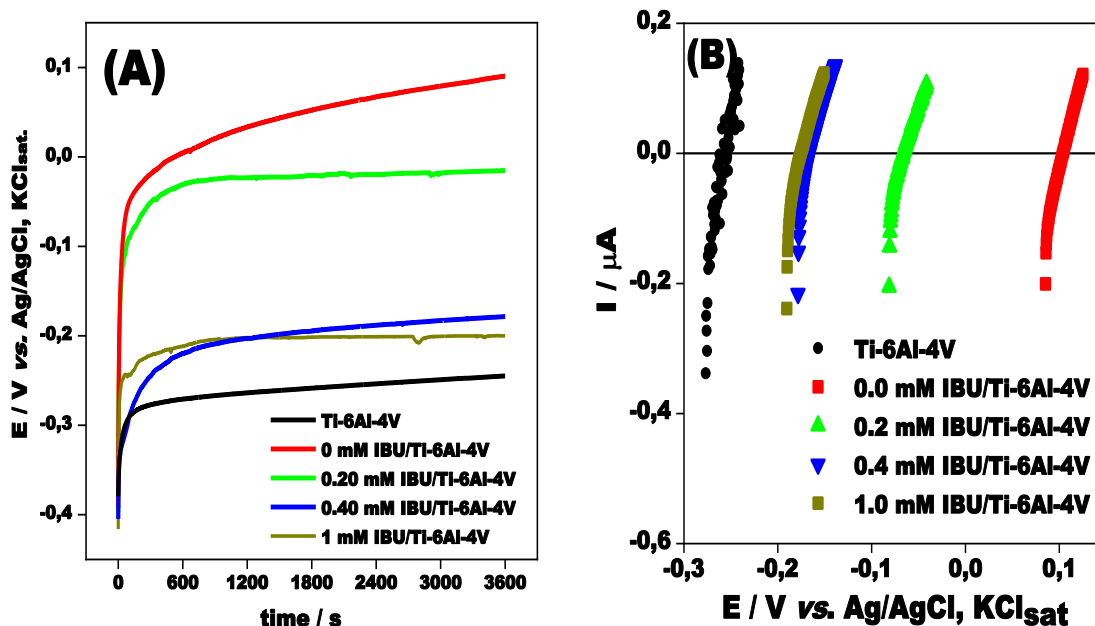 (A)
E / V vs. Ag/AgCl, KClsat.
0,1
0,0
-0,1
-0,2
-0,3
-0,4
Ti-6Al-4V
0 mM IBU/Ti-6Al-4V
0.20 mM IBU/Ti-6Al-4V
0.40 mM IBU/Ti-6Al-4V
1 mM IBU/Ti-6Al-4V
0 600 1200 1800 2400 3000 3600
time / s
(B)
I / μA
0,2
0,0
-0,2
-0,4
-0,6
Ti-6Al-4V
0.0 mM IBU/Ti-6Al-4V
0.2 mM IBU/Ti-6Al-4V
0.4 mM IBU/Ti-6Al-4V
1.0 mM IBU/Ti-6Al-4V
-0,3 -0,2 -0,1 0,0 0,1
E / V vs. Ag/AgCl, KClsat